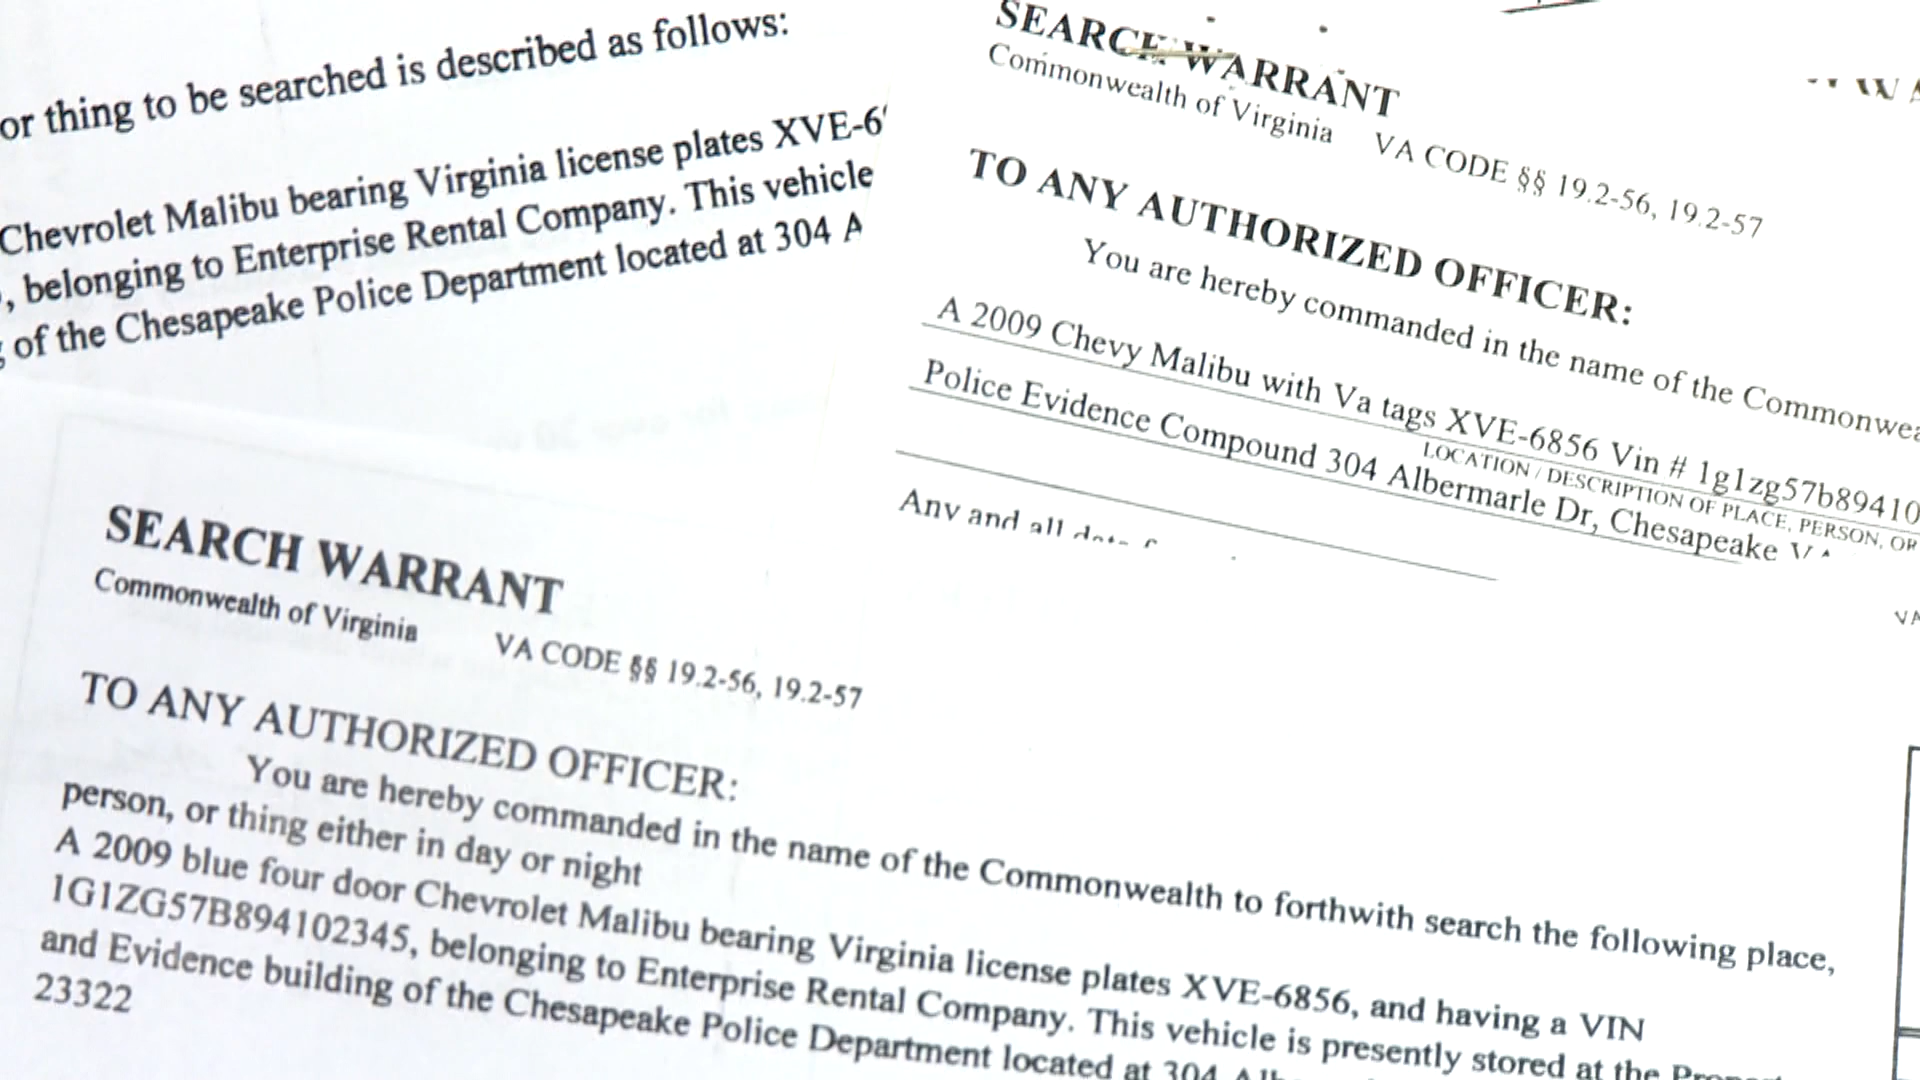 or thing to be searched is described as follows:
Chevrolet Malibu bearing Virginia license plates XVE-6
, belonging to Enterprise Rental Company. This vehicle
of the Chesapeake Police Department located at 304 A
SEARCH WARRANT
Commonwealth of Virginia VA CODE §§ 19.2-56, 19.2-57
TO ANY AUTHORIZED OFFICER:
You are hereby commanded in the name of the Commonwea
A 2009 Chevy Malibu with Va tags XVE-6856 Vin # 1g1zg57b89410
LOCATION / DESCRIPTION OF PLACE, PERSON, OR
Police Evidence Compound 304 Albermarle Dr, Chesapeake
Any and all
VA
SEARCH WARRANT
Commonwealth of Virginia VA CODE §§ 19.2-56, 19.2-57
TO ANY AUTHORIZED OFFICER:
You are hereby commanded in the name of the Commonwealth to forthwith search the following place,
person, or thing either in day or night
A 2009 blue four door Chevrolet Malibu bearing Virginia license plates XVE-6856, and having a VIN
1G1ZG57B894102345, belonging to Enterprise Rental Company. This vehicle is presently stored at the
and Evidence building of the Chesapeake Police Department located at 304
23322